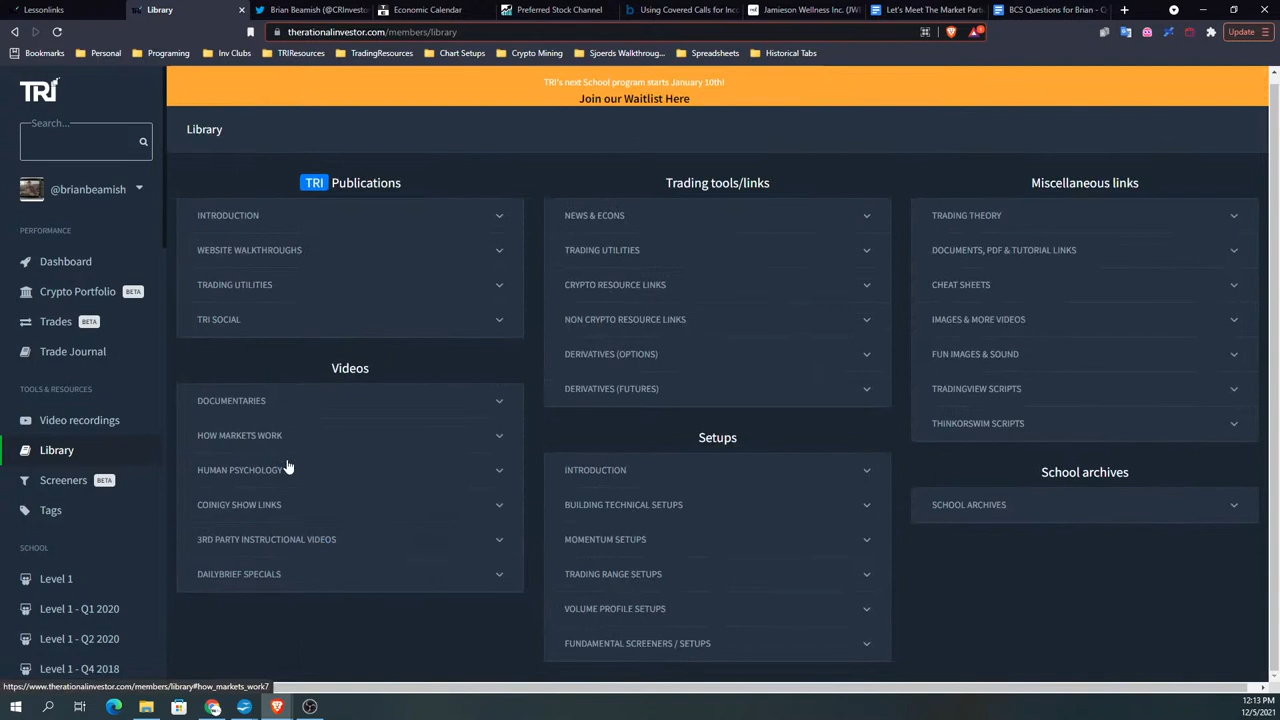 Lessonlinks
Library
Brian Beamish (@CRInvestor
Economic Calendar
Preferred Stock Channel
Using Covered Calls for Inco
Jamieson Wellness Inc. (JWE
Let's Meet The Market Parti
BCS Questions for Brian - Go
therationalinvestor.com/members/library
Update
Bookmarks
Personal
Programing
Inv Clubs
TRIResources
TradingResources
Chart Setups
Crypto Mining
Sjoerds Walkthroug...
Spreadsheets
Historical Tabs
TRi
TRI's next School program starts January 10th!
Join our Waitlist Here
Search...
@brianbeamish
PERFORMANCE
Dashboard
Crypto Portfolio BETA
Trades BETA
Trade Journal
TOOLS & RESOURCES
Video recordings
Library
Screeners BETA
Tags
SCHOOL
Level 1
Level 1 - Q1 2020
Level 1 - Q2 2020
Level 1 - Q4 2018
Library
TRI Publications
INTRODUCTION
WEBSITE WALKTHROUGHS
TRADING UTILITIES
TRI SOCIAL
Videos
DOCUMENTARIES
HOW MARKETS WORK
HUMAN PSYCHOLOGY
COINIGY SHOW LINKS
3RD PARTY INSTRUCTIONAL VIDEOS
DAILYBRIEF SPECIALS
Trading tools/links
NEWS & ECONS
TRADING UTILITIES
CRYPTO RESOURCE LINKS
NON CRYPTO RESOURCE LINKS
DERIVATIVES (OPTIONS)
DERIVATIVES (FUTURES)
Setups
INTRODUCTION
BUILDING TECHNICAL SETUPS
MOMENTUM SETUPS
TRADING RANGE SETUPS
VOLUME PROFILE SETUPS
FUNDAMENTAL SCREENERS / SETUPS
Miscellaneous links
TRADING THEORY
DOCUMENTS, PDF & TUTORIAL LINKS
CHEAT SHEETS
IMAGES & MORE VIDEOS
FUN IMAGES & SOUND
TRADINGVIEW SCRIPTS
THINKORSWIM SCRIPTS
School archives
SCHOOL ARCHIVES
https://www.therationalinvestor.com/members/library#how_markets_work7
12:13 PM
12/5/2021